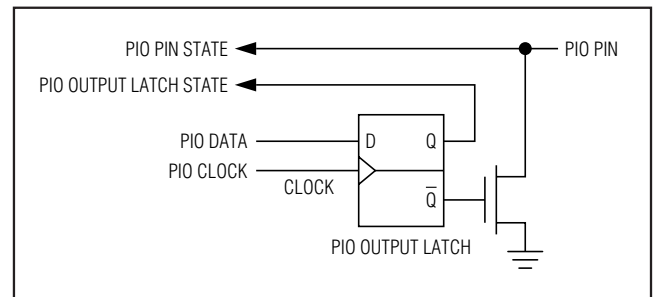 PIO PIN STATE
PIO PIN
PIO OUTPUT LATCH STATE
PIO DATA
D
Q
PIO CLOCK
CLOCK
Q̅
PIO OUTPUT LATCH